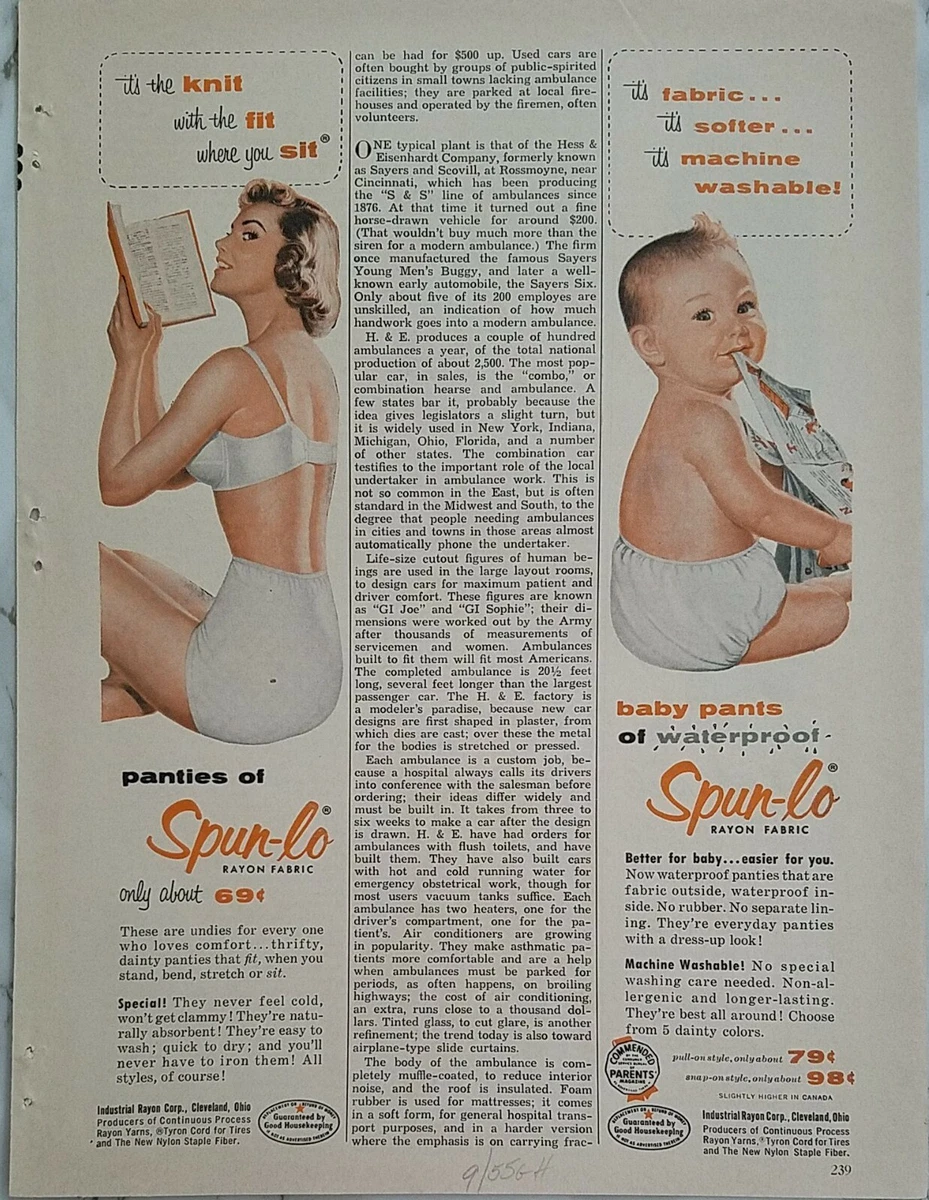 it's the knit
with the fit
where you sit®
panties of
Spun-lo®
RAYON FABRIC
only about 69¢
These are undies for every one
who loves comfort...thrifty,
dainty panties that fit, when you
stand, bend, stretch or sit.
Special! They never feel cold,
won't get clammy! They're natu-
rally absorbent! They're easy to
wash; quick to dry; and you'll
never have to iron them! All
styles, of course!
Industrial Rayon Corp., Cleveland, Ohio
Producers of Continuous Process
Rayon Yarns, ®Tyron Cord for Tires
and The New Nylon Staple Fiber.
REPLACEMENT OR REFUND OF MONEY
Guaranteed by
Good Housekeeping
NOT AS ADVERTISED THEREIN
can be had for $500 up. Used cars are
often bought by groups of public-spirited
citizens in small towns lacking ambulance
facilities; they are parked at local fire-
houses and operated by the firemen, often
volunteers.
ONE typical plant is that of the Hess &
Eisenhardt Company, formerly known
as Sayers and Scovill, at Rossmoyne, near
Cincinnati, which has been producing
the "S & S" line of ambulances since
1876. At that time it turned out a fine
horse-drawn vehicle for around $200.
(That wouldn't buy much more than the
siren for a modern ambulance.) The firm
once manufactured the famous Sayers
Young Men's Buggy, and later a well-
known early automobile, the Sayers Six.
Only about five of its 200 employes are
unskilled, an indication of how much
handwork goes into a modern ambulance.
H. & E. produces a couple of hundred
ambulances a year, of the total national
production of about 2,500. The most pop-
ular car, in sales, is the "combo," or
combination hearse and ambulance. A
few states bar it, probably because the
idea gives legislators a slight turn, but
it is widely used in New York, Indiana,
Michigan, Ohio, Florida, and a number
of other states. The combination car
testifies to the important role of the local
undertaker in ambulance work. This is
not so common in the East, but is often
standard in the Midwest and South, to the
degree that people needing ambulances
in cities and towns in those areas almost
automatically phone the undertaker.
Life-size cutout figures of human be-
ings are used in the large layout rooms,
to design cars for maximum patient and
driver comfort. These figures are known
as "GI Joe" and "GI Sophie"; their di-
mensions were worked out by the Army
after thousands of measurements of
servicemen and women. Ambulances
built to fit them will fit most Americans.
The completed ambulance is 20½ feet
long, several feet longer than the largest
passenger car. The H. & E. factory is
a modeler's paradise, because new car
designs are first shaped in plaster, from
which dies are cast; over these the metal
for the bodies is stretched or pressed.
Each ambulance is a custom job, be-
cause a hospital always calls its drivers
into conference with the salesman before
ordering; their ideas differ widely and
must be built in. It takes from three to
six weeks to make a car after the design
is drawn. H. & E. have had orders for
ambulances with flush toilets, and have
built them. They have also built cars
with hot and cold running water for
emergency obstetrical work, though for
most users vacuum tanks suffice. Each
ambulance has two heaters, one for the
driver's compartment, one for the pa-
tient's. Air conditioners are growing
in popularity. They make asthmatic pa-
tients more comfortable and are a help
when ambulances must be parked for
periods, as often happens, on broiling
highways; the cost of air conditioning,
an extra, runs close to a thousand dol-
lars. Tinted glass, to cut glare, is another
refinement; the trend today is also toward
airplane-type slide curtains.
The body of the ambulance is com-
pletely muffle-coated, to reduce interior
noise, and the roof is insulated. Foam
rubber is used for mattresses; it comes
in a soft form, for general hospital trans-
port purposes, and in a harder version
where the emphasis is on carrying frac-
it's fabric...
it's softer...
it's machine
washable!
baby pants
of waterproof
Spun-lo®
RAYON FABRIC
Better for baby...easier for you.
Now waterproof panties that are
fabric outside, waterproof in-
side. No rubber. No separate lin-
ing. They're everyday panties
with a dress-up look!
Machine Washable! No special
washing care needed. Non-al-
lergenic and longer-lasting.
They're best all around! Choose
from 5 dainty colors.
COMMENDED
PARENTS'
MAGAZINE
pull-on style, only about 79¢
snap-on style, only about 98¢
SLIGHTLY HIGHER IN CANADA
REPLACEMENT OR REFUND OF MONEY
Guaranteed by
Good Housekeeping
NOT AS ADVERTISED THEREIN
Industrial Rayon Corp., Cleveland, Ohio
Producers of Continuous Process
Rayon Yarns,®Tyron Cord for Tires
and The New Nylon Staple Fiber.
239
9/55GH